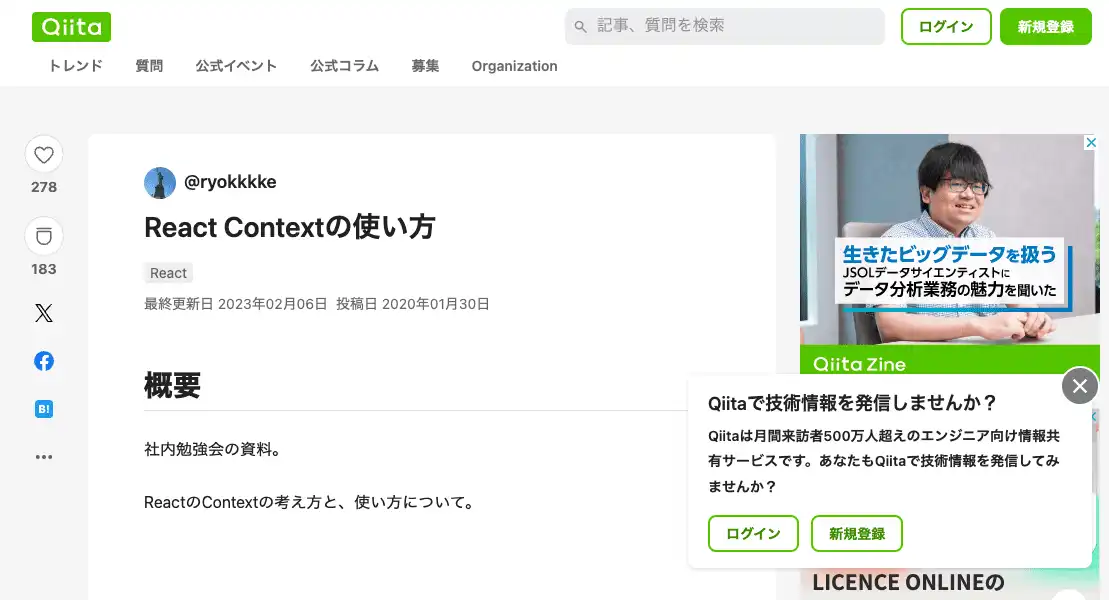 Qiita
記事、質問を検索
ログイン
新規登録
トレンド
質問
公式イベント
公式コラム
募集
Organization
278
183
B!
@ryokkkke
React Contextの使い方
React
最終更新日 2023年02月06日 投稿日 2020年01月30日
概要
社内勉強会の資料。
ReactのContextの考え方と、使い方について。
生きたビッグデータを扱う
JSOLデータサイエンティストに
データ分析業務の魅力を聞いた
Qiita Zine
Qiitaで技術情報を発信しませんか？
Qiitaは月間来訪者500万人超えのエンジニア向け情報共
有サービスです。あなたもQiitaで技術情報を発信してみ
ませんか？
ログイン
新規登録
LICENCE ONLINEの